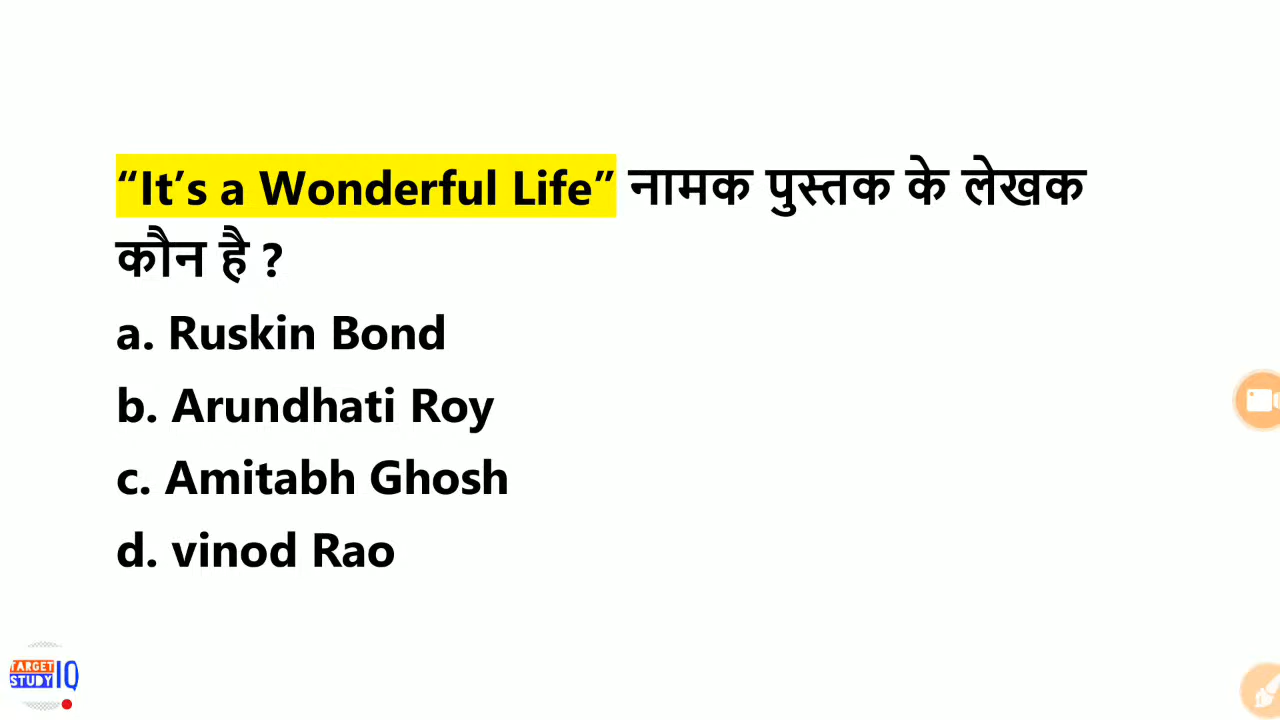 “It’s a Wonderful Life” नामक पुस्तक के लेखक
कौन है ?
a. Ruskin Bond
b. Arundhati Roy
c. Amitabh Ghosh
d. vinod Rao
TARGET
STUDY IQ